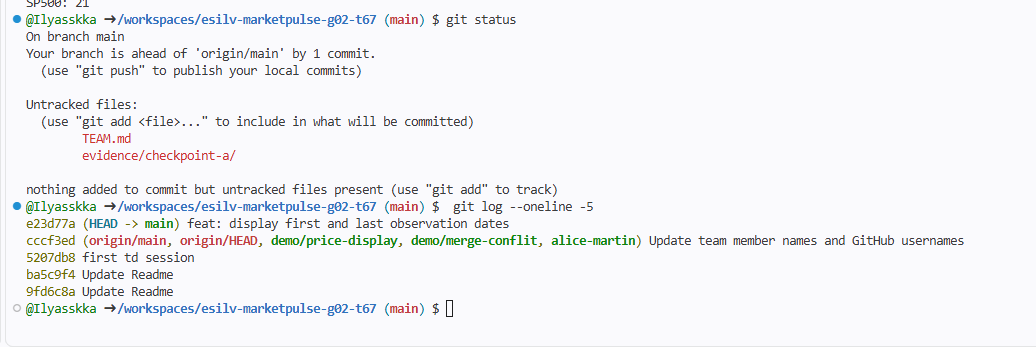 SP500: 21
@Ilyasskka ➜/workspaces/esilv-marketpulse-g02-t67 (main) $ git status
On branch main
Your branch is ahead of 'origin/main' by 1 commit.
  (use "git push" to publish your local commits)

Untracked files:
  (use "git add <file>..." to include in what will be committed)
        TEAM.md
        evidence/checkpoint-a/

nothing added to commit but untracked files present (use "git add" to track)
@Ilyasskka ➜/workspaces/esilv-marketpulse-g02-t67 (main) $  git log --oneline -5
e23d77a (HEAD -> main) feat: display first and last observation dates
cccf3ed (origin/main, origin/HEAD, demo/price-display, demo/merge-conflit, alice-martin) Update team member names and GitHub usernames
5207db8 first td session
ba5c9f4 Update Readme
9fd6c8a Update Readme
@Ilyasskka ➜/workspaces/esilv-marketpulse-g02-t67 (main) $